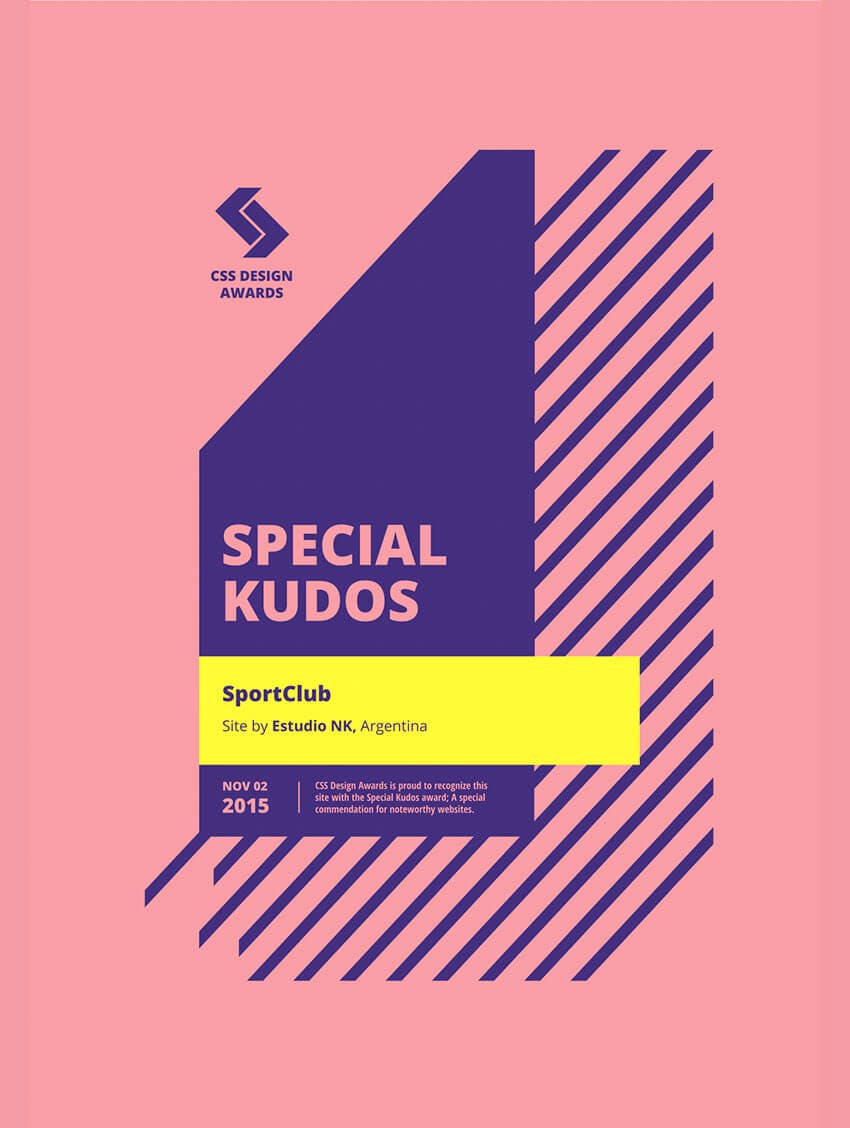 CSS DESIGN
AWARDS
SPECIAL
KUDOS
SportClub
Site by Estudio NK, Argentina
NOV 02
2015
CSS Design Awards is proud to recognize this
site with the Special Kudos award; A special
commendation for noteworthy websites.